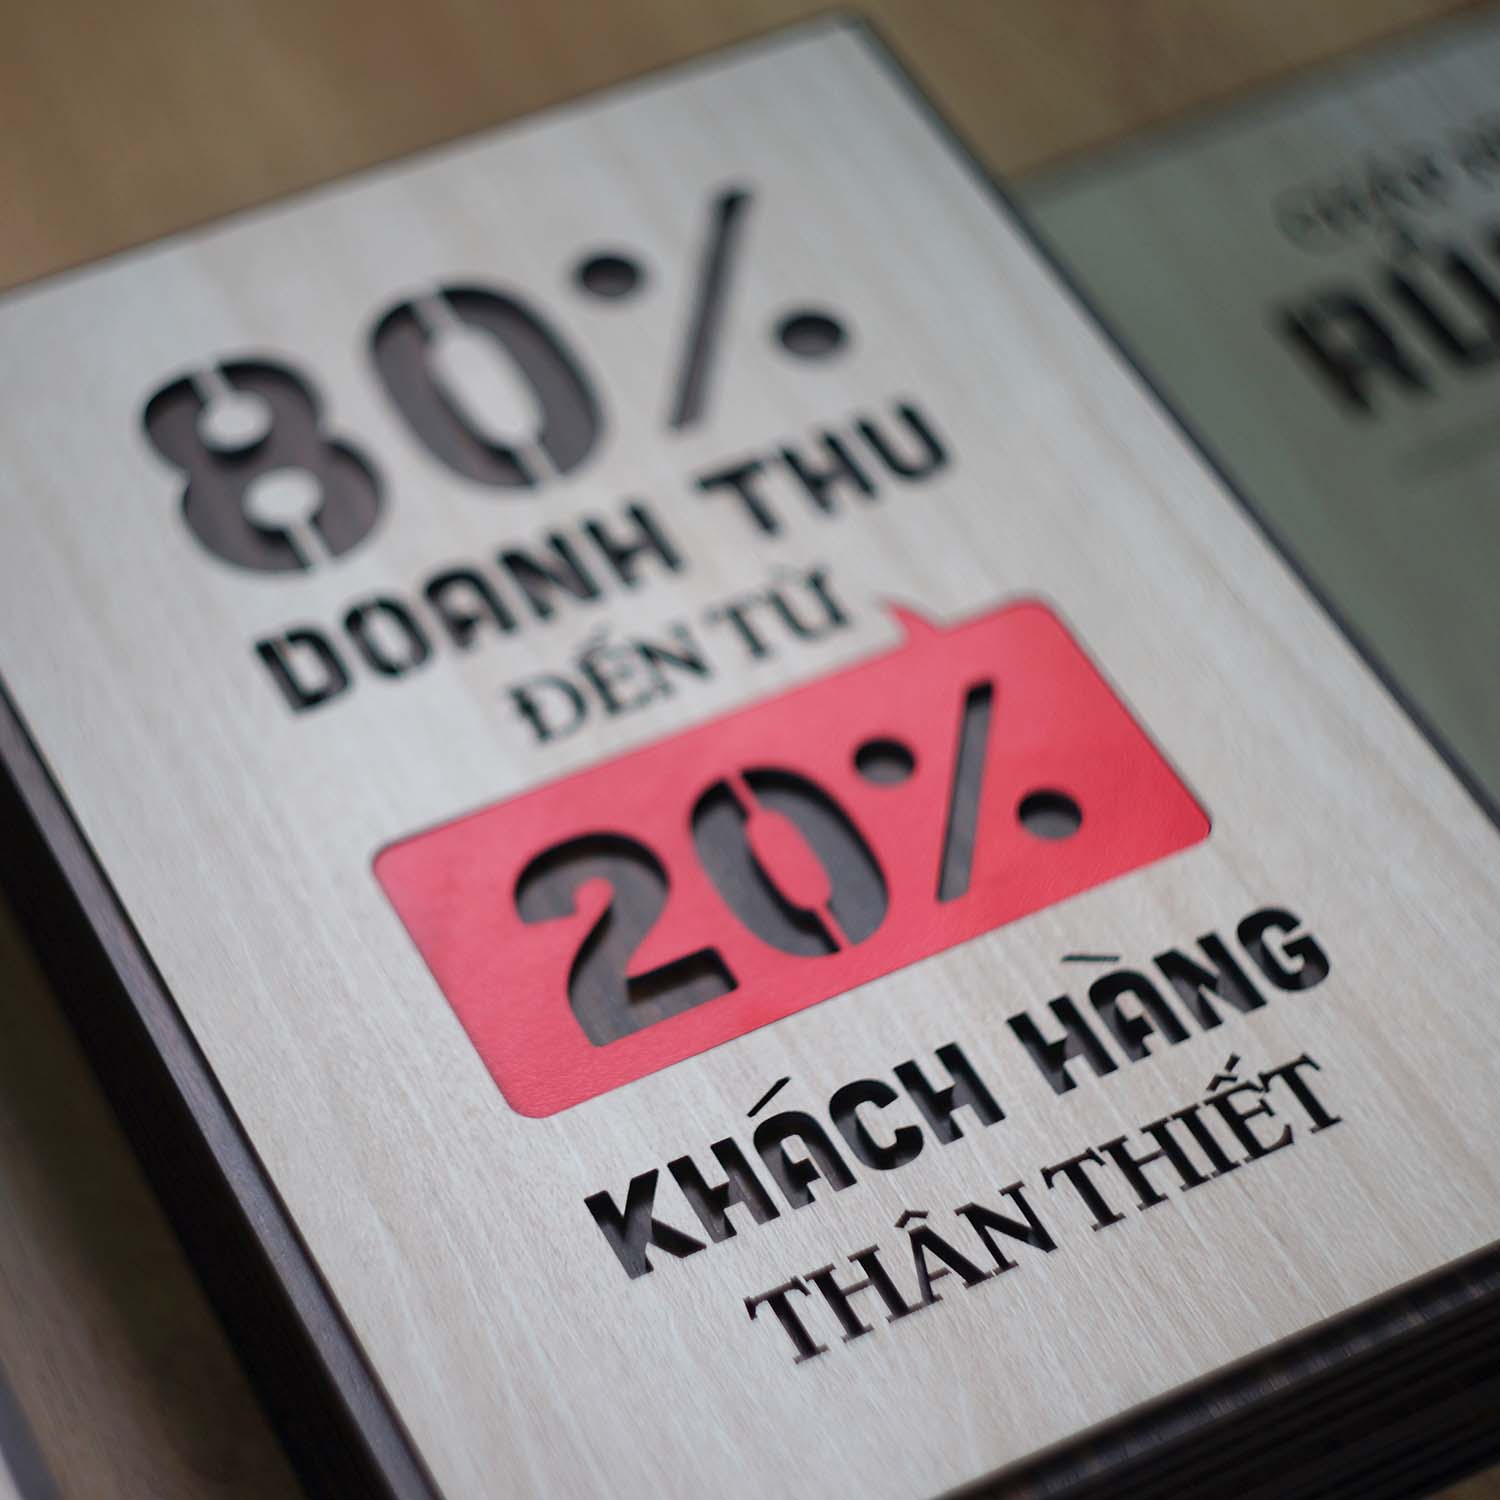 80%
DOANH THU
ĐẾN TỪ
20%
KHÁCH HÀNG
THÂN THIẾT